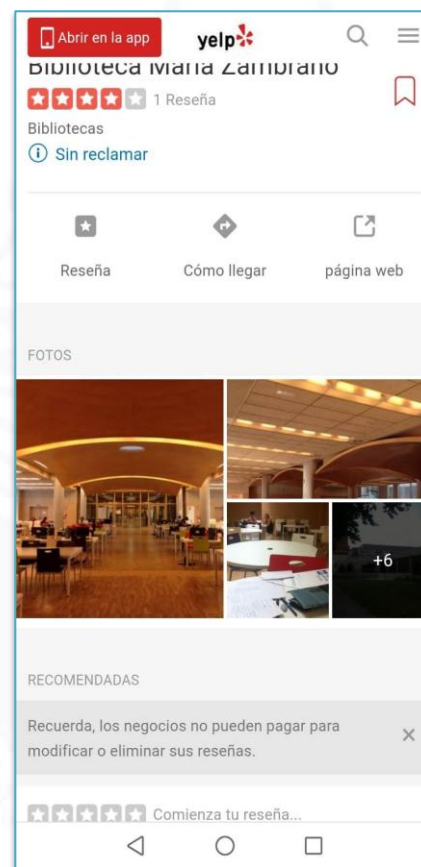 Abrir en la app
yelp
Biblioteca María Zambrano
1 Reseña
Bibliotecas
Sin reclamar
Reseña
Cómo llegar
página web
FOTOS
+6
RECOMENDADAS
Recuerda, los negocios no pueden pagar para
modificar o eliminar sus reseñas.
Comienza tu reseña...